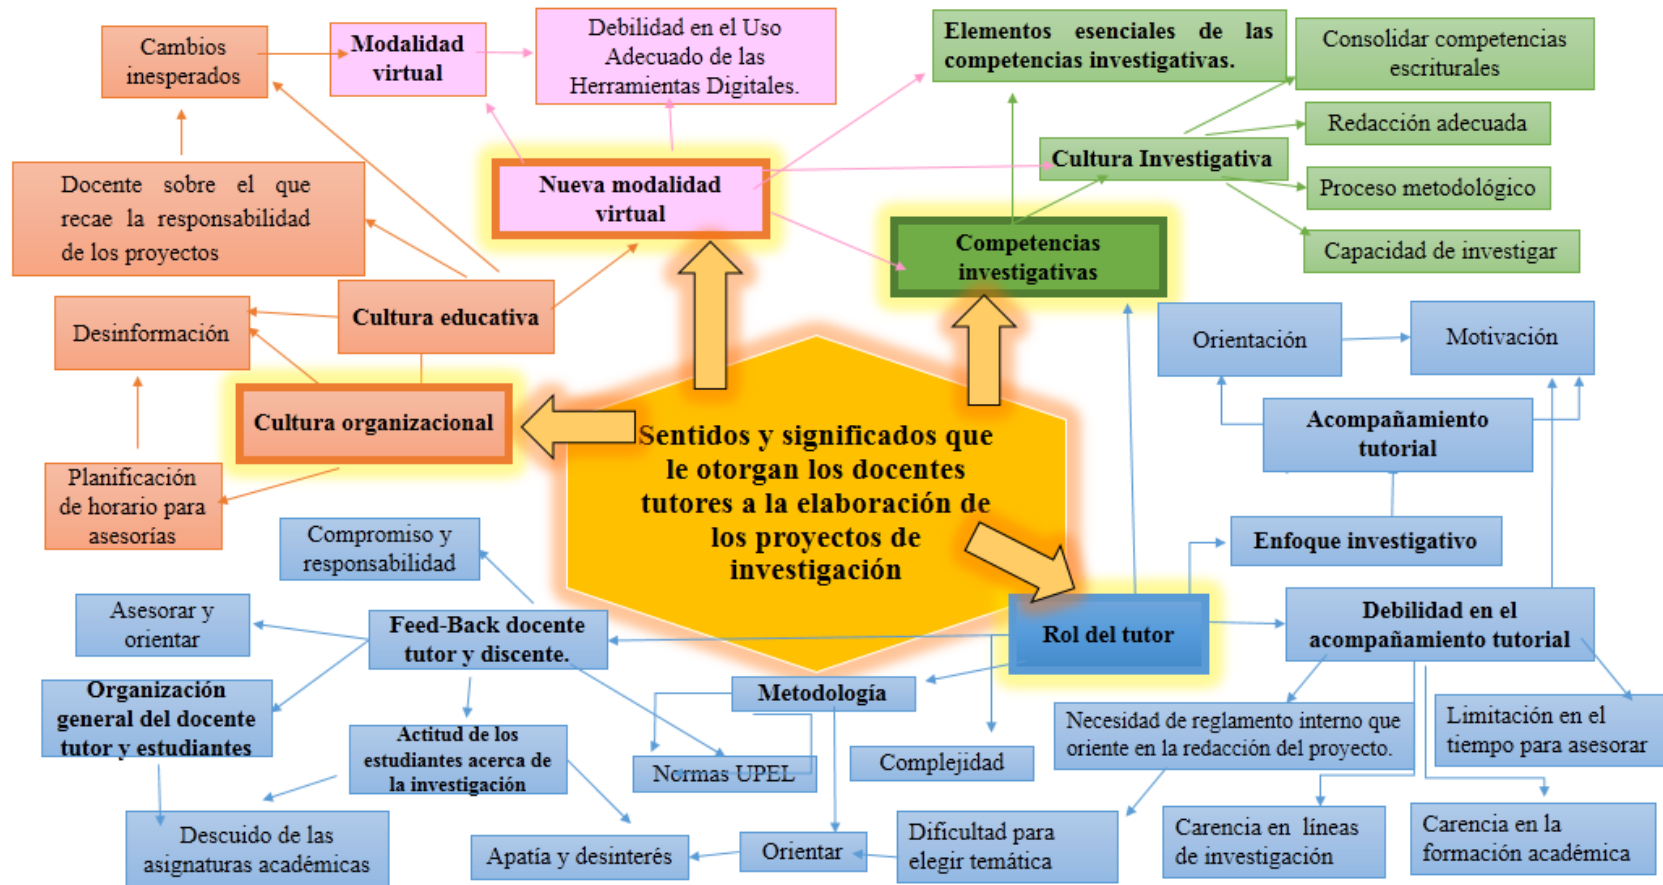 Cambios
inesperados
Modalidad
virtual
Debilidad en el Uso
Adecuado de las
Herramientas Digitales.
Elementos esenciales de las
competencias investigativas.
Consolidar competencias
escriturales
Redacción adecuada
Cultura Investigativa
Proceso metodológico
Capacidad de investigar
Docente sobre el que
recae la responsabilidad
de los proyectos
Nueva modalidad
virtual
Competencias
investigativas
Cultura educativa
Desinformación
Cultura organizacional
Planificación
de horario para
asesorías
Orientación
Motivación
Acompañamiento
tutorial
Enfoque investigativo
Sentidos y significados que
le otorgan los docentes
tutores a la elaboración de
los proyectos de
investigación
Compromiso y
responsabilidad
Asesorar y
orientar
Feed-Back docente
tutor y discente.
Rol del tutor
Debilidad en el
acompañamiento tutorial
Organización
general del docente
tutor y estudiantes
Actitud de los
estudiantes acerca de
la investigación
Metodología
Normas UPEL
Complejidad
Necesidad de reglamento interno que
oriente en la redacción del proyecto.
Limitación en el
tiempo para asesorar
Descuido de las
asignaturas académicas
Apatía y desinterés
Orientar
Dificultad para
elegir temática
Carencia en líneas
de investigación
Carencia en la
formación académica